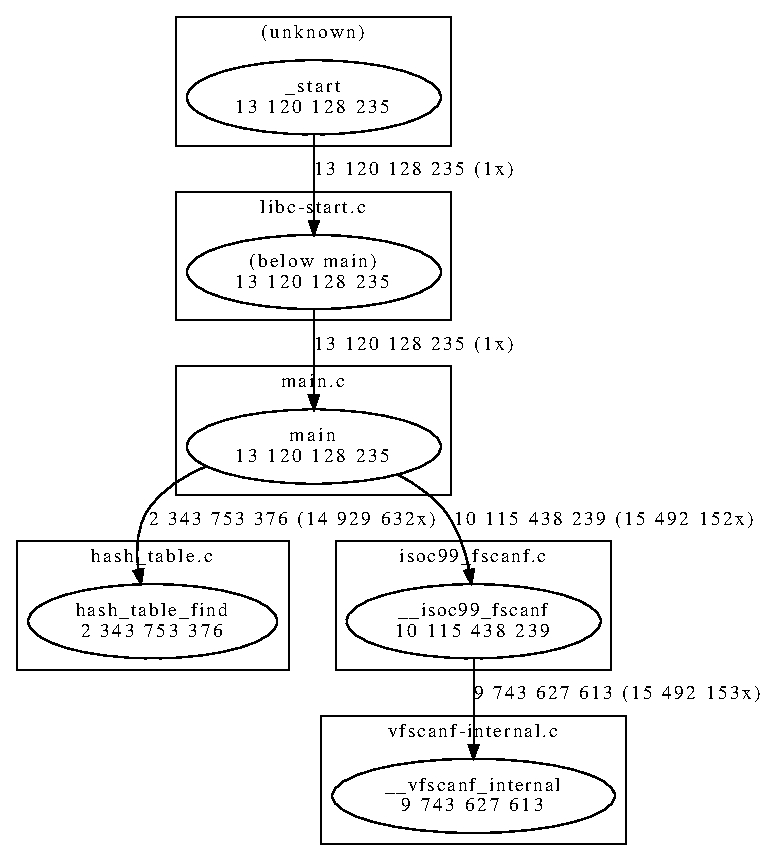 (unknown)
_start
13 120 128 235
13 120 128 235 (1x)
libc-start.c
(below main)
13 120 128 235
13 120 128 235 (1x)
main.c
main
13 120 128 235
2 343 753 376 (14 929 632x)
10 115 438 239 (15 492 152x)
hash_table.c
hash_table_find
2 343 753 376
isoc99_fscanf.c
__isoc99_fscanf
10 115 438 239
9 743 627 613 (15 492 153x)
vfscanf-internal.c
__vfscanf_internal
9 743 627 613